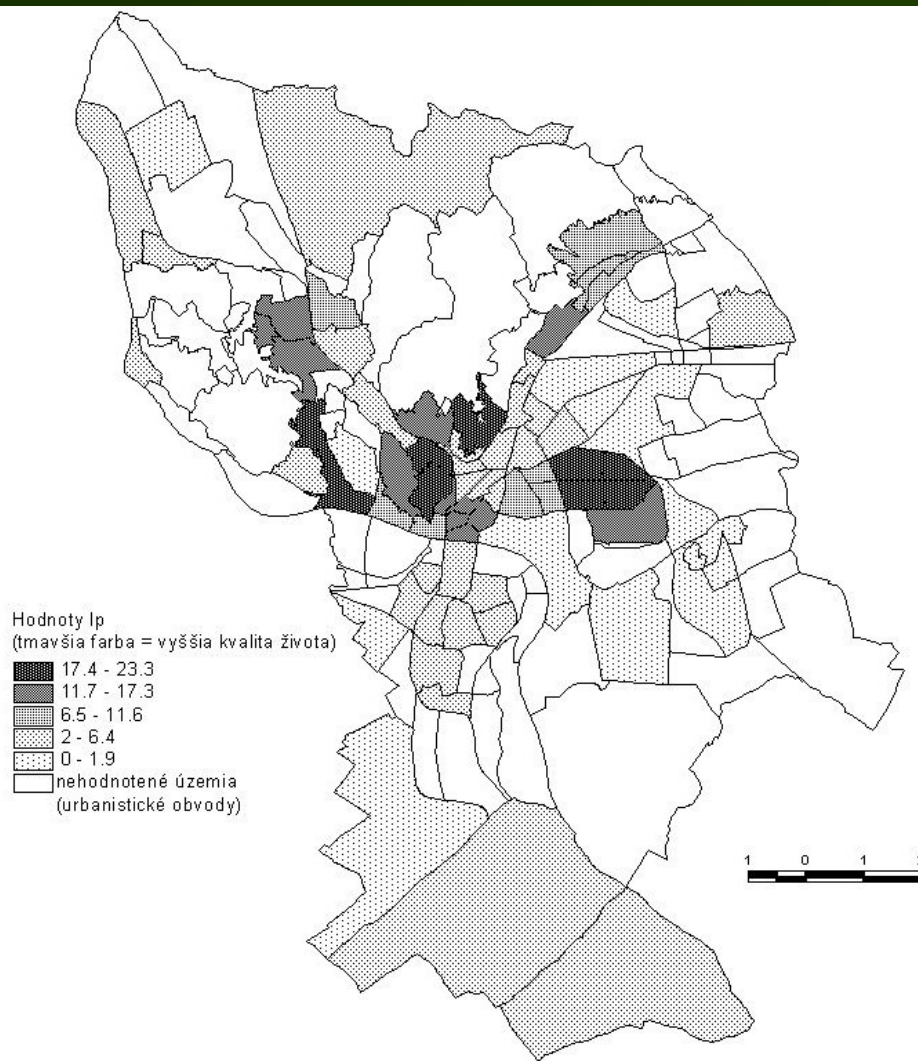 Hodnoty Ip
(tmavšia farba = vyššia kvalita života)
17.4 - 23.3
11.7 - 17.3
6.5 - 11.6
2 - 6.4
0 - 1.9
nehodnotené územia
(urbanistické obvody)
1 0 1